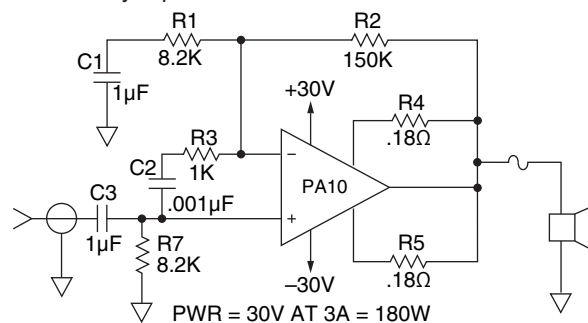 R1
8.2K
R2
150K
C1
1µF
+30V
R4
.18Ω
R3
1K
C2
.001µF
−
PA10
+
C3
1µF
R7
8.2K
R5
.18Ω
–30V
PWR = 30V AT 3A = 180W